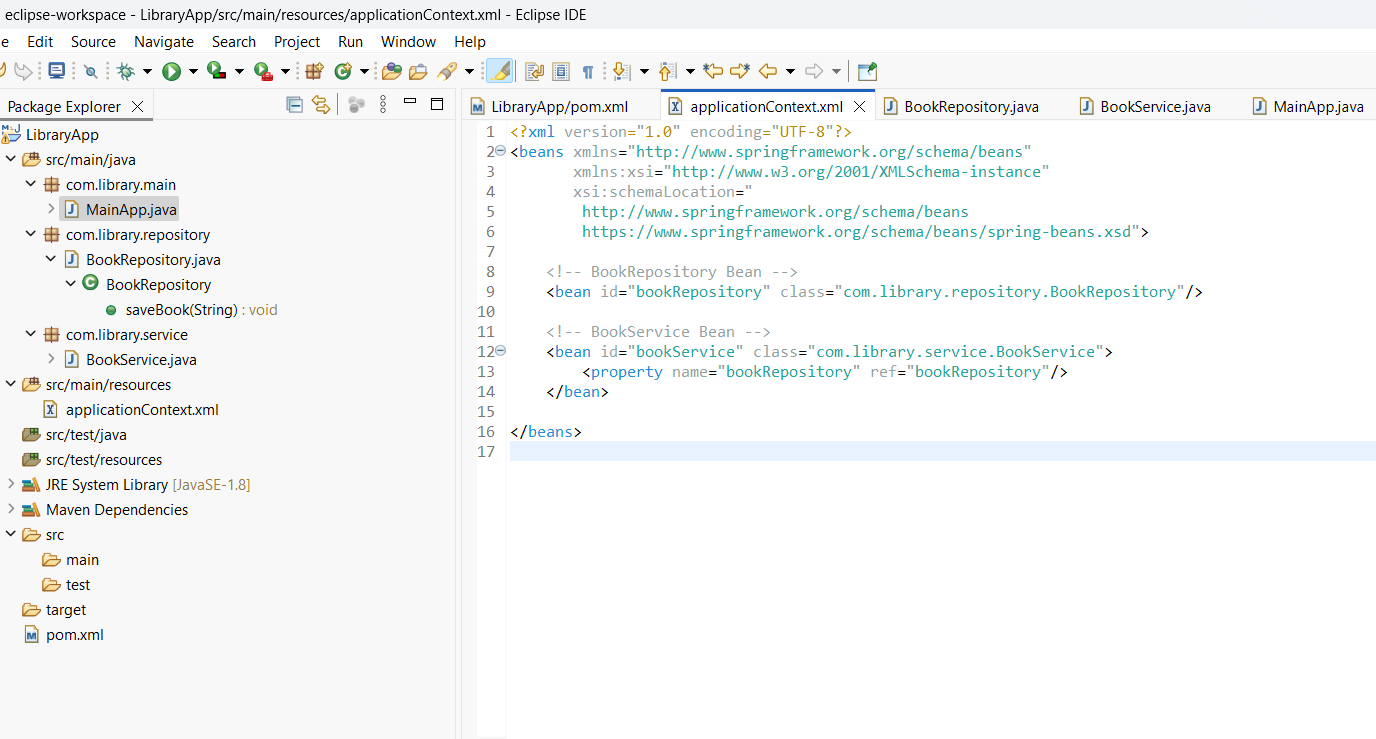 eclipse-workspace - LibraryApp/src/main/resources/applicationContext.xml - Eclipse IDE
e Edit Source Navigate Search Project Run Window Help
Package Explorer
LibraryApp
src/main/java
com.library.main
MainApp.java
com.library.repository
BookRepository.java
BookRepository
saveBook(String) : void
com.library.service
BookService.java
src/main/resources
applicationContext.xml
src/test/java
src/test/resources
JRE System Library [JavaSE-1.8]
Maven Dependencies
src
main
test
target
pom.xml
LibraryApp/pom.xml applicationContext.xml BookRepository.java BookService.java MainApp.java
1 <?xml version="1.0" encoding="UTF-8"?>
2 <beans xmlns="http://www.springframework.org/schema/beans"
3 xmlns:xsi="http://www.w3.org/2001/XMLSchema-instance"
4 xsi:schemaLocation="
5 http://www.springframework.org/schema/beans
6 https://www.springframework.org/schema/beans/spring-beans.xsd">
7
8 <!-- BookRepository Bean -->
9 <bean id="bookRepository" class="com.library.repository.BookRepository"/>
10
11 <!-- BookService Bean -->
12 <bean id="bookService" class="com.library.service.BookService">
13 <property name="bookRepository" ref="bookRepository"/>
14 </bean>
15
16 </beans>
17